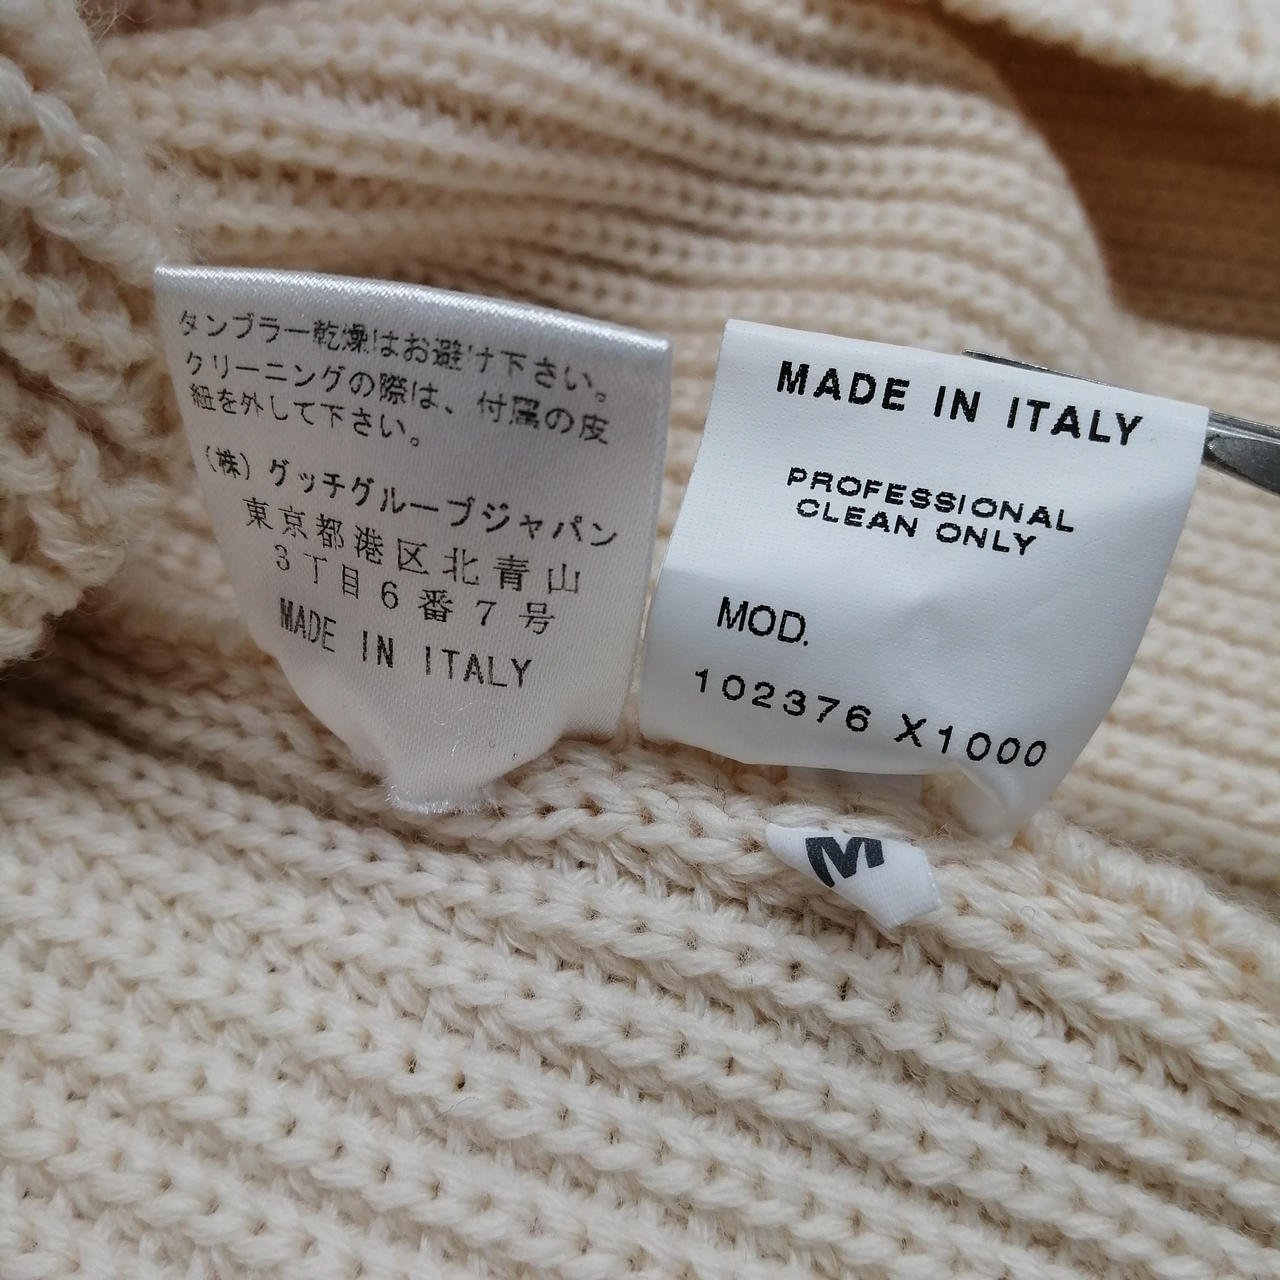 タンブラー乾燥はお避け下さい。
クリーニングの際は、付属の皮
紐を外して下さい。
（株）グッチグループジャパン
東京都港区北青山
3丁目6番7号
MADE IN ITALY
MADE IN ITALY
PROFESSIONAL
CLEAN ONLY
MOD.
102376 X1000
M